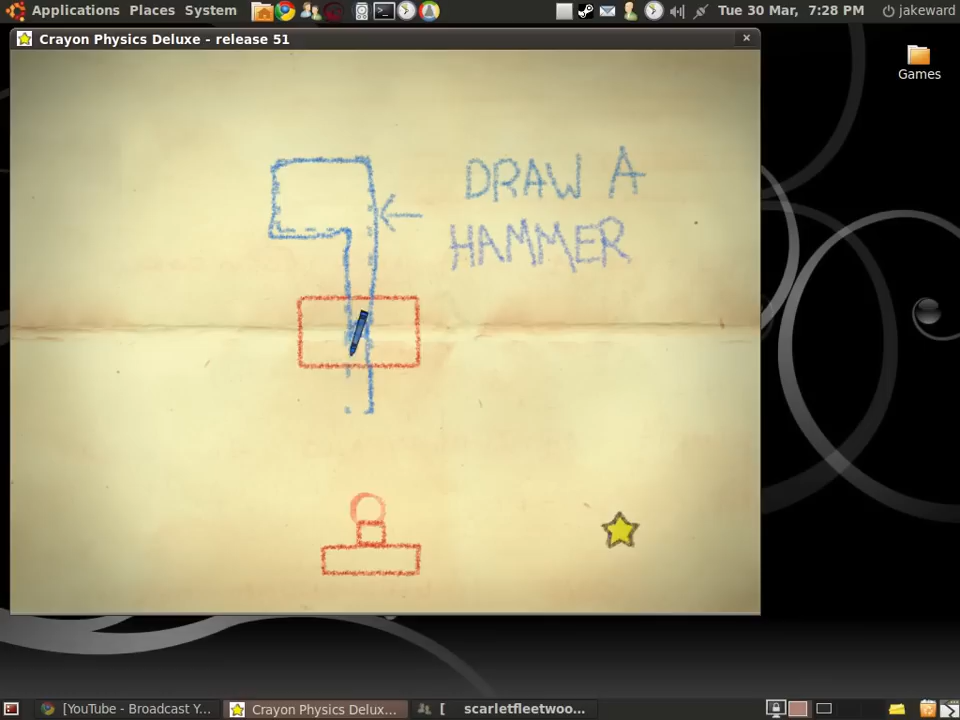 Applications Places System
Tue 30 Mar, 7:28 PM
jakeward
Crayon Physics Deluxe - release 51
Games
DRAW A
HAMMER
[YouTube - Broadcast Y...
Crayon Physics Delux...
[ scarletfleetwoo...